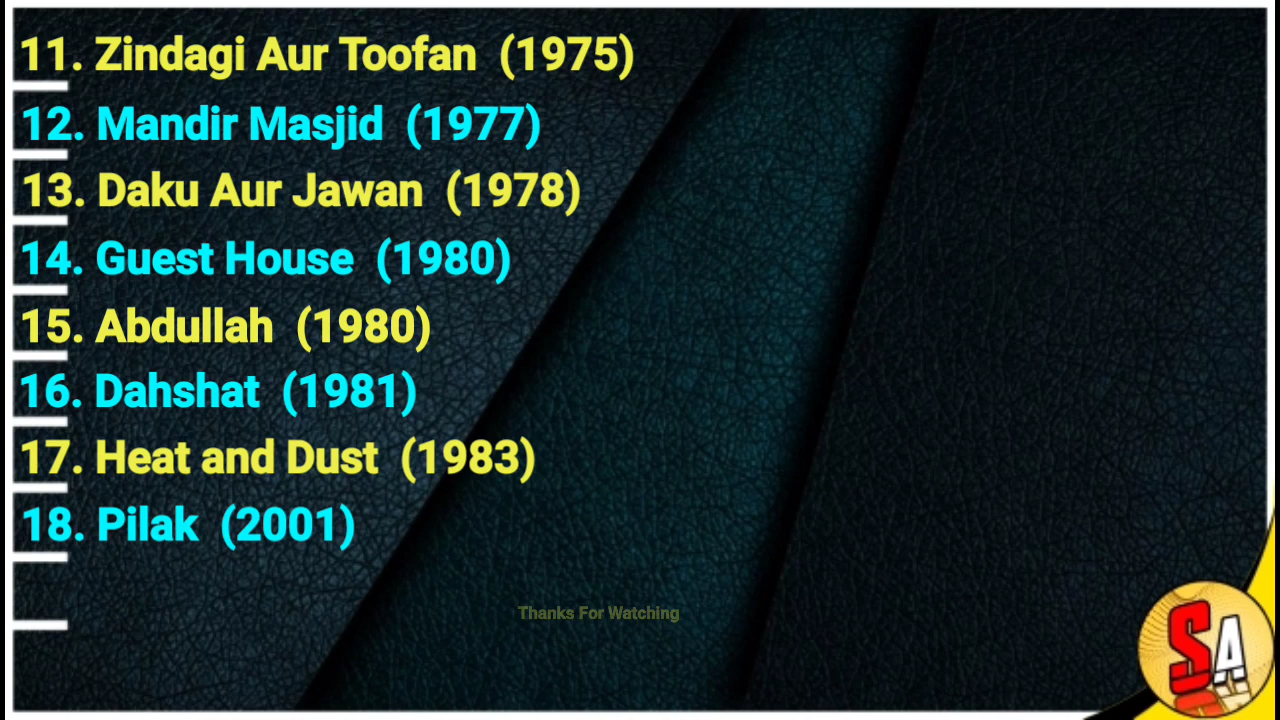 11. Zindagi Aur Toofan (1975)
12. Mandir Masjid (1977)
13. Daku Aur Jawan (1978)
14. Guest House (1980)
15. Abdullah (1980)
16. Dahshat (1981)
17. Heat and Dust (1983)
18. Pilak (2001)
Thanks For Watching
SA